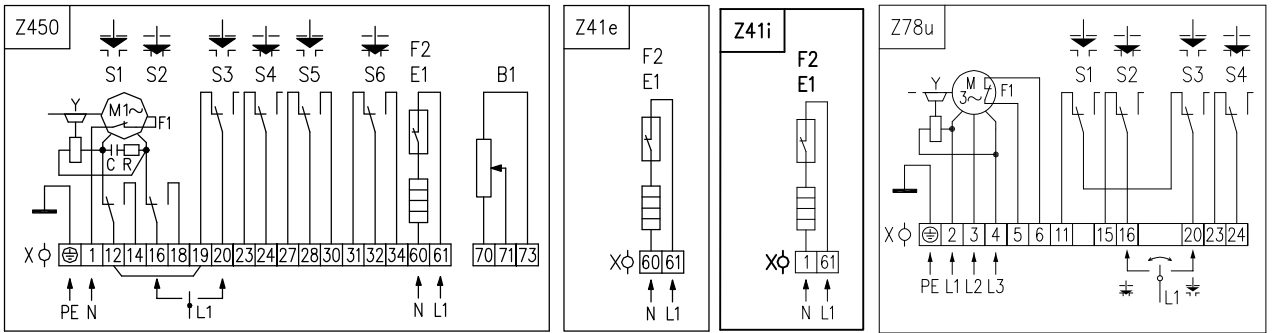 Z450
S1 S2 S3 S4 S5 S6 F2
E1 B1
Y M1~ F1
C R
X 1 12 14 16 18 19 20 23 24 27 28 30 31 32 34 60 61 70 71 73
PE N L1 N L1
Z41e
F2
E1
X 60 61
N L1
Z41i
F2
E1
X 1 61
N L1
Z78u
S1 S2 S3 S4
Y M
3~ F1
X 2 3 4 5 6 11 15 16 20 23 24
PE L1 L2 L3 L1